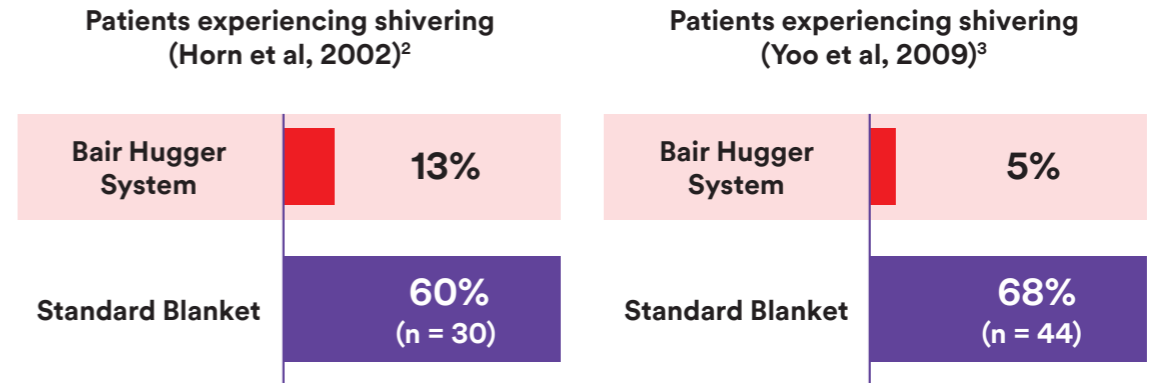 Patients experiencing shivering
(Horn et al, 2002)²
Bair Hugger
System
13%
Standard Blanket
60%
(n = 30)
Patients experiencing shivering
(Yoo et al, 2009)³
Bair Hugger
System
5%
Standard Blanket
68%
(n = 44)